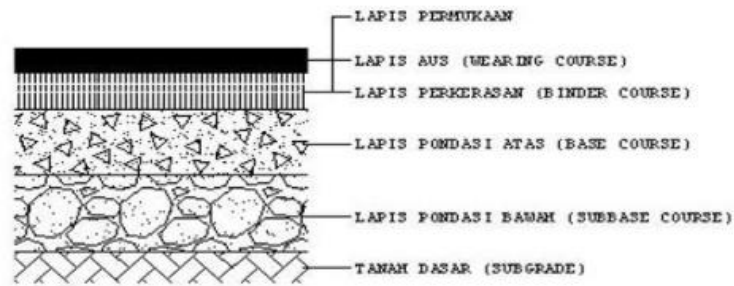 LAPIS PERMUKAAN
LAPIS AUS (WEARING COURSE)
LAPIS PERKERASAN (BINDER COURSE)
LAPIS PONDASI ATAS (BASE COURSE)
LAPIS PONDASI BAWAH (SUBBASE COURSE)
TANAH DASAR (SUBGRADE)